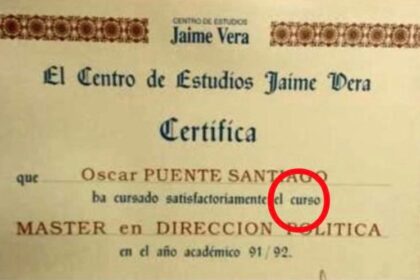 CENTRO DE ESTUDIOS
Jaime Vera
El Centro de Estudios Jaime Vera
Certifica
que Oscar PUENTE SANTIAGO
ha cursado satisfactoriamente el curso
MASTER en DIRECCION POLITICA
en el año académico 91/92.